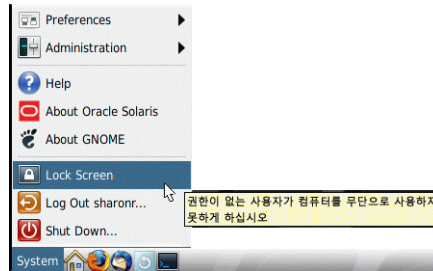 Preferences
Administration
Help
About Oracle Solaris
About GNOME
Lock Screen
Log Out sharonr...
권한이 없는 사용자가 컴퓨터를 무단으로 사용하지
못하게 하십시오
Shut Down...
System